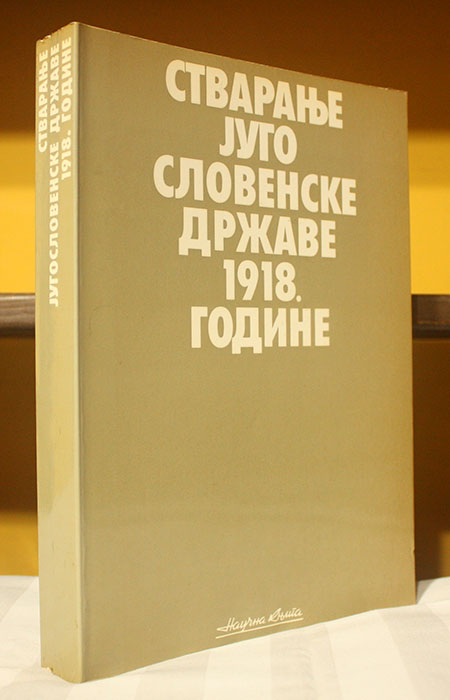 СТВАРАЊЕ
ЈУГО
СЛОВЕНСКЕ
ДРЖАВЕ
1918.
ГОДИНЕ
Научна књига
СТВАРАЊЕ
ЈУГОСЛОВЕНСКЕ ДРЖАВЕ
1918. ГОДИНЕ